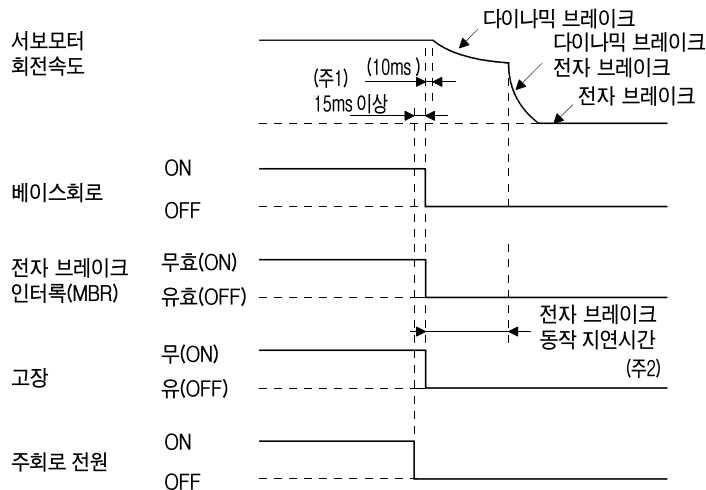 다이나믹 브레이크
서보모터
회전속도
다이나믹 브레이크
전자 브레이크
(10ms )
(주1)
전자 브레이크
15ms 이상
ON
베이스회로
OFF
전자 브레이크
인터록(MBR)
무효(ON)
유효(OFF)
전자 브레이크
동작 지연시간
(주2)
고장
무(ON)
유(OFF)
ON
주회로 전원
OFF